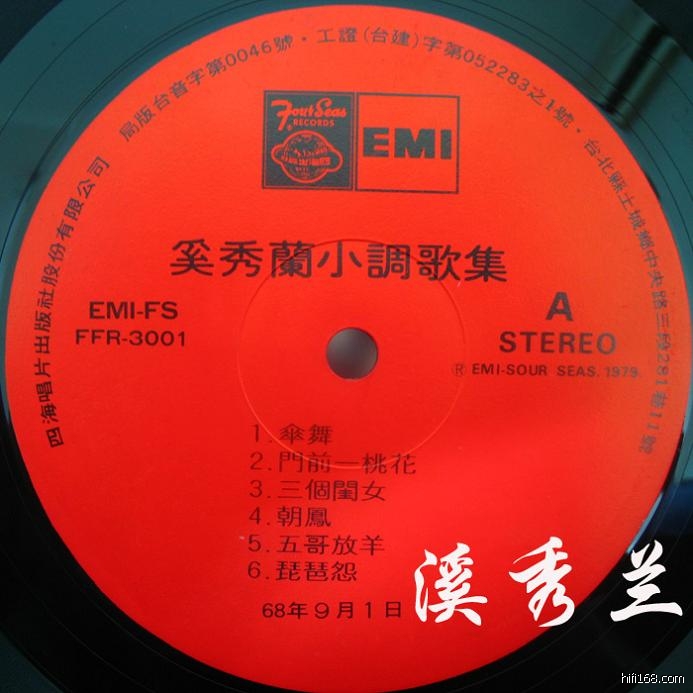 四海唱片出版社股份有限公司 局版台音字第0046號・工證(台建)字第052283之1號・台北縣土城鄉中央路三段281巷11號
Four Seas
RECORDS
EMI
奚秀蘭小調歌集
EMI-FS
FFR-3001
A
STEREO
Ⓡ EMI-SOUR SEAS. 1979.
1. 傘舞
2. 門前一桃花
3. 三個閨女
4. 朝鳳
5. 五哥放羊
6. 琵琶怨
68年9月1日
溪秀兰
hifi168.com